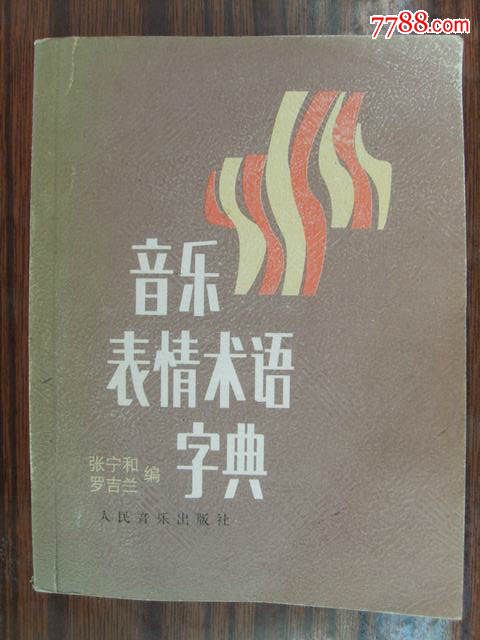 7788.com
音乐
表情术语
字典
张宁和
罗吉兰
编
人民音乐出版社